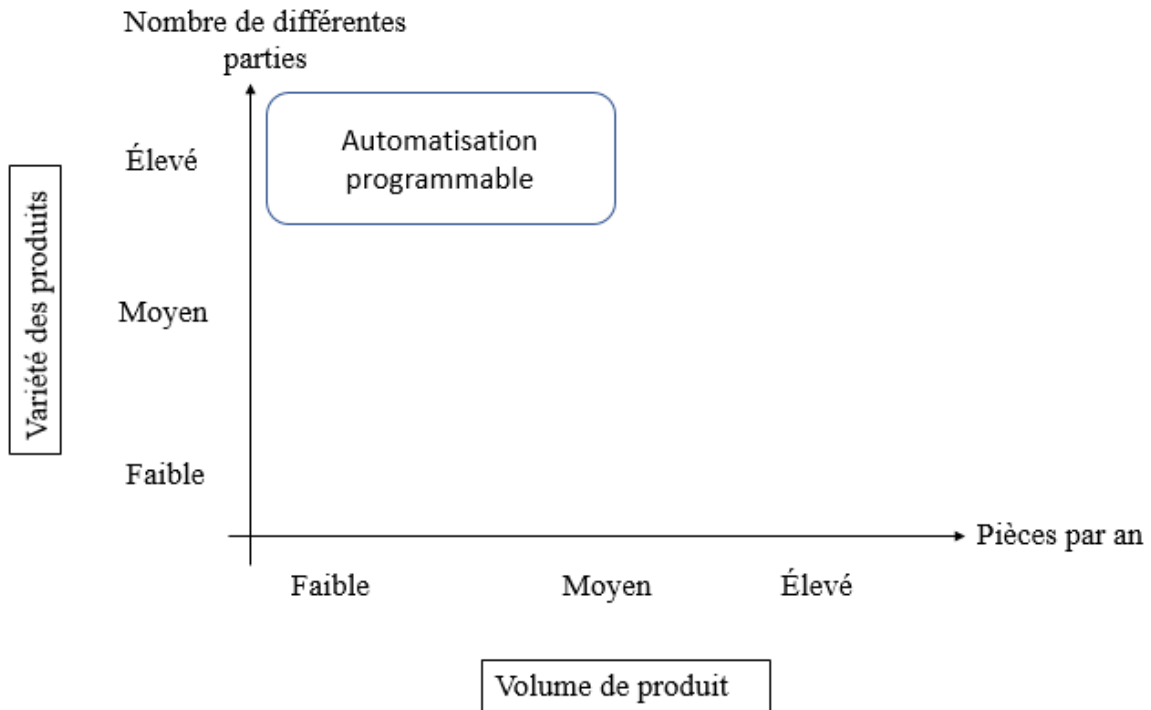 Nombre de différentes
parties
Élevé
Automatisation
programmable
Variété des produits
Moyen
Faible
Pièces par an
Faible
Moyen
Élevé
Volume de produit